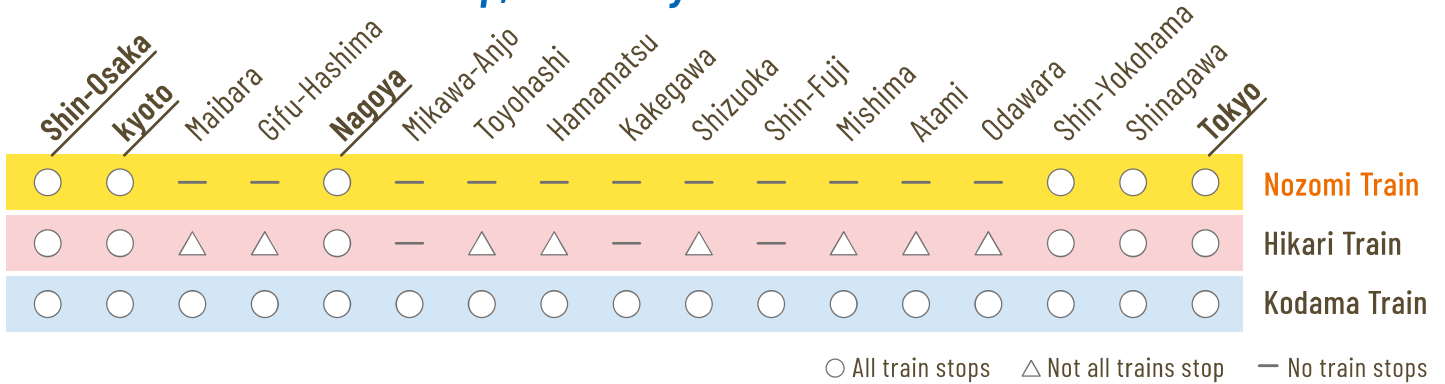 Shin-Osaka
kyoto
Maibara
Gifu-Hashima
Nagoya
Mikawa-Anjo
Toyohashi
Hamamatsu
Kakegawa
Shizuoka
Shin-Fuji
Mishima
Atami
Odawara
Shin-Yokohama
Shinagawa
Tokyo
Nozomi Train
Hikari Train
Kodama Train
All train stops
Not all trains stop
No train stops